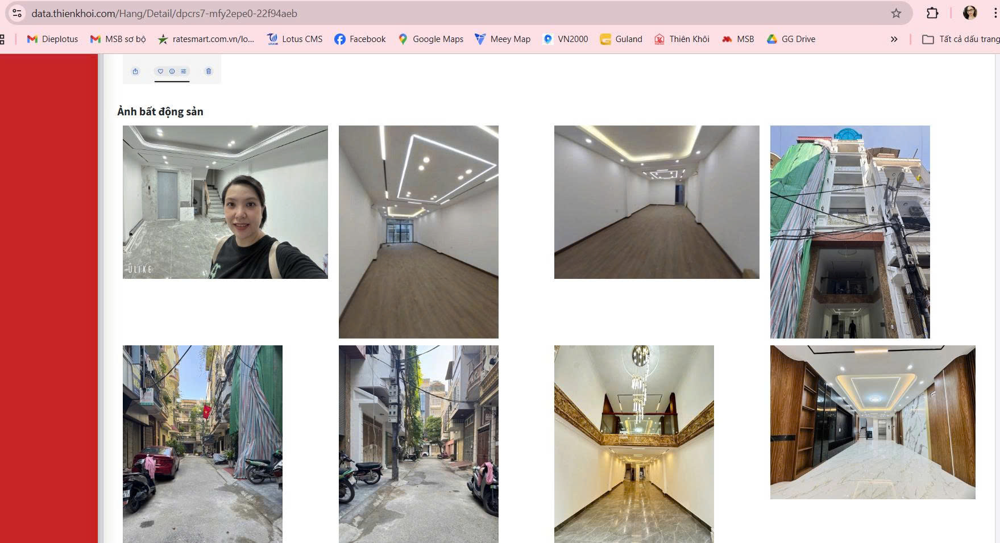 data.thienkhoi.com/Hang/Detail/dpcrs7-mfy2epe0-22f94aeb
Dieplotus
MSB sơ bộ
ratesmart.com.vn/lo...
Lotus CMS
Facebook
Google Maps
Meey Map
VN2000
Guland
Thiên Khôi
MSB
GG Drive
»
Tất cả dấu trang
Ảnh bất động sản
ULIKE